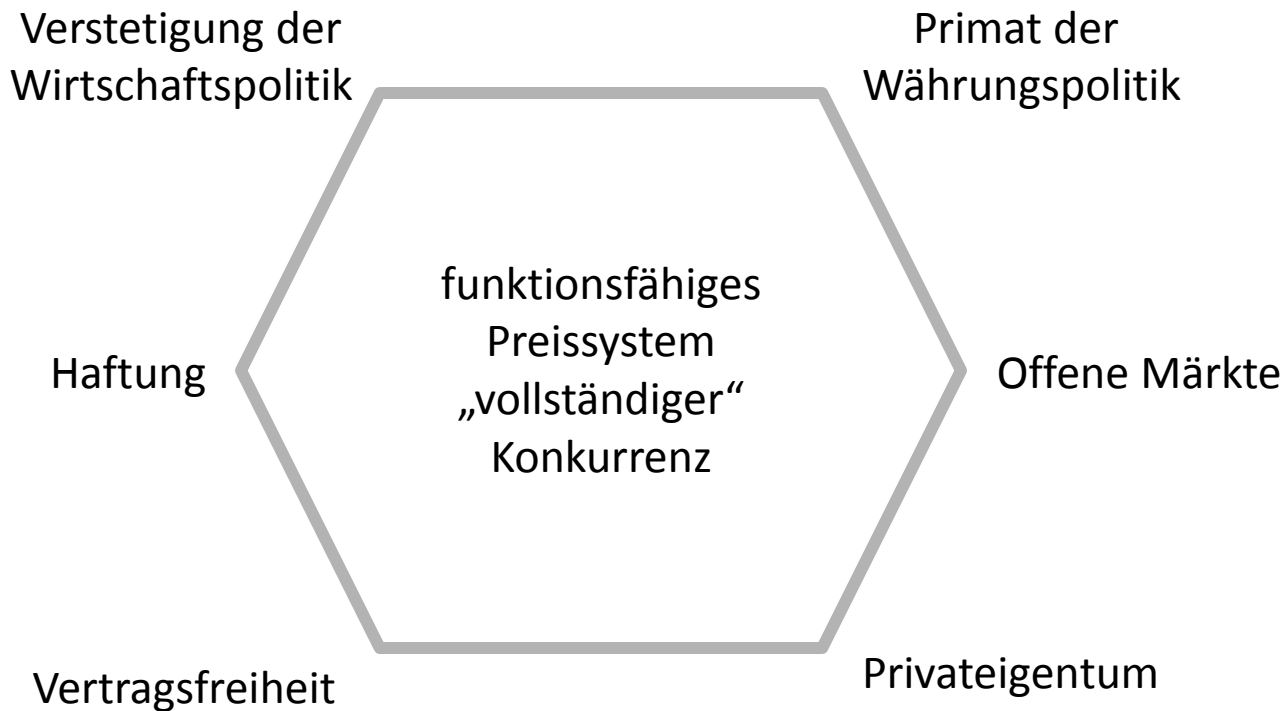 Verstetigung der
Wirtschaftspolitik
Primat der
Währungspolitik
funktionsfähiges
Preissystem
„vollständiger“
Konkurrenz
Haftung
Offene Märkte
Vertragsfreiheit
Privateigentum